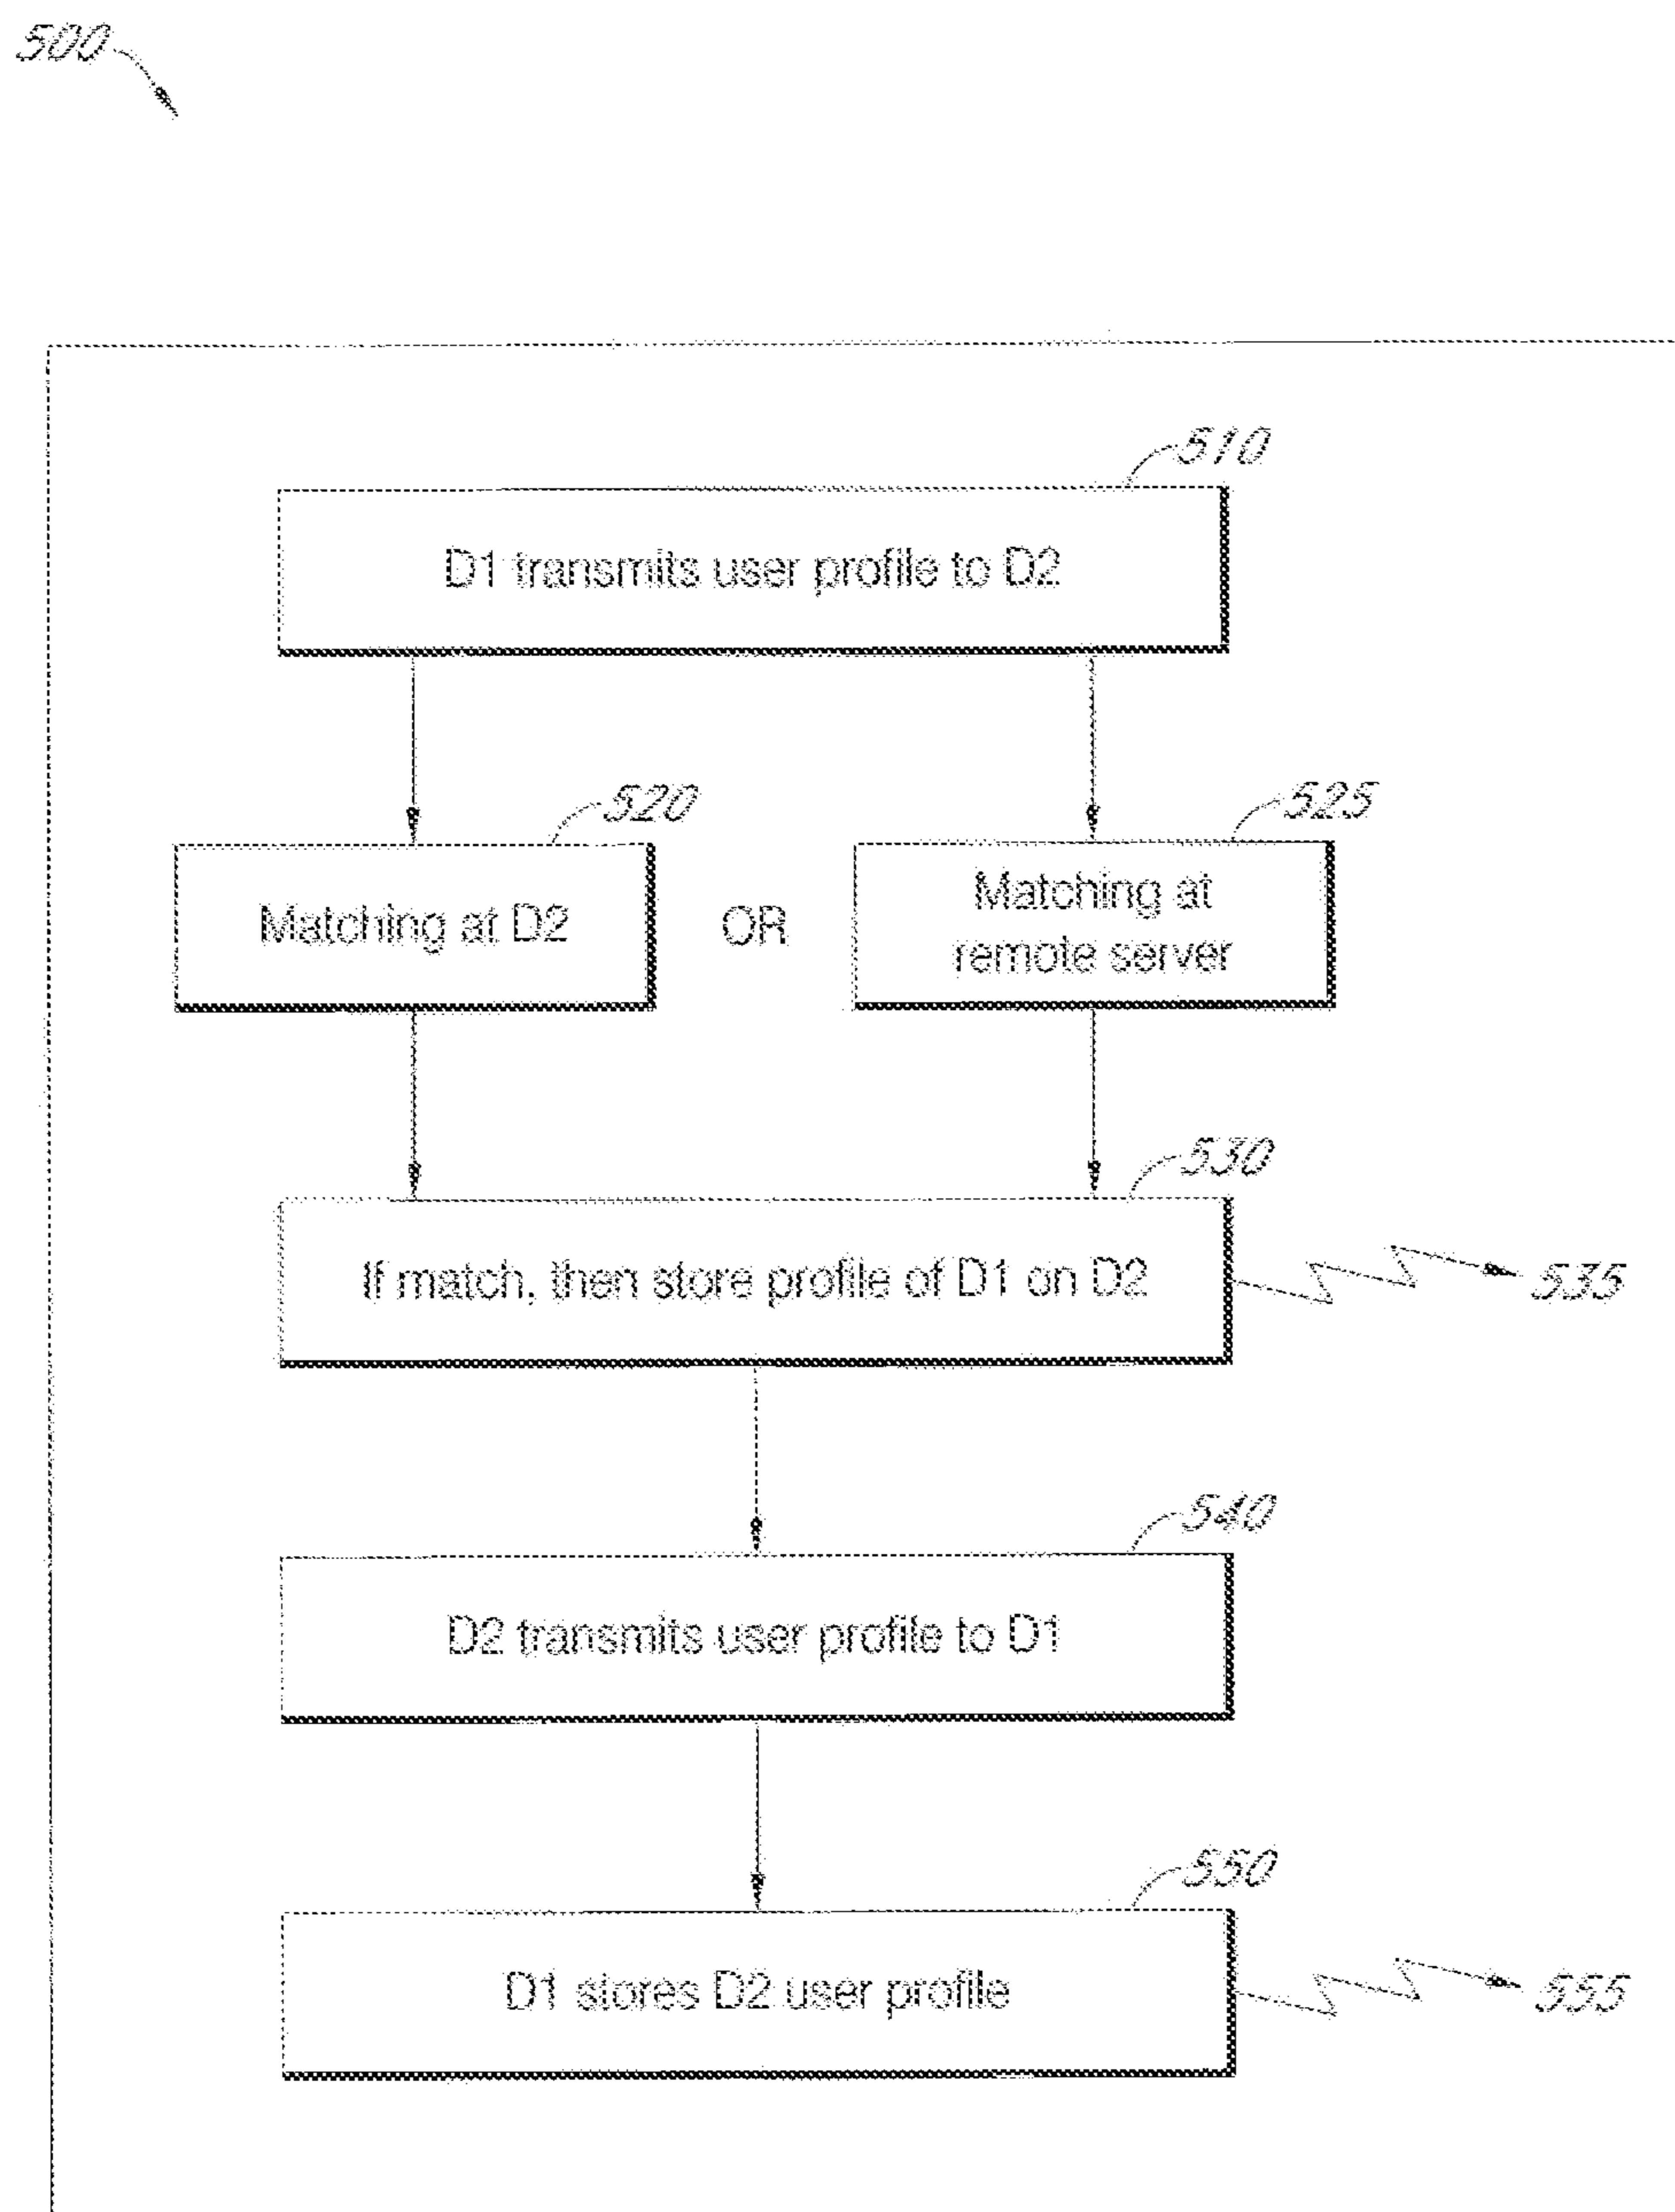 500
510
D1 transmits user profile to D2
520
525
Matching at D2
OR
Matching at
remote server
530
If match, then store profile of D1 on D2
535
540
D2 transmits user profile to D1
550
D1 stores D2 user profile
555